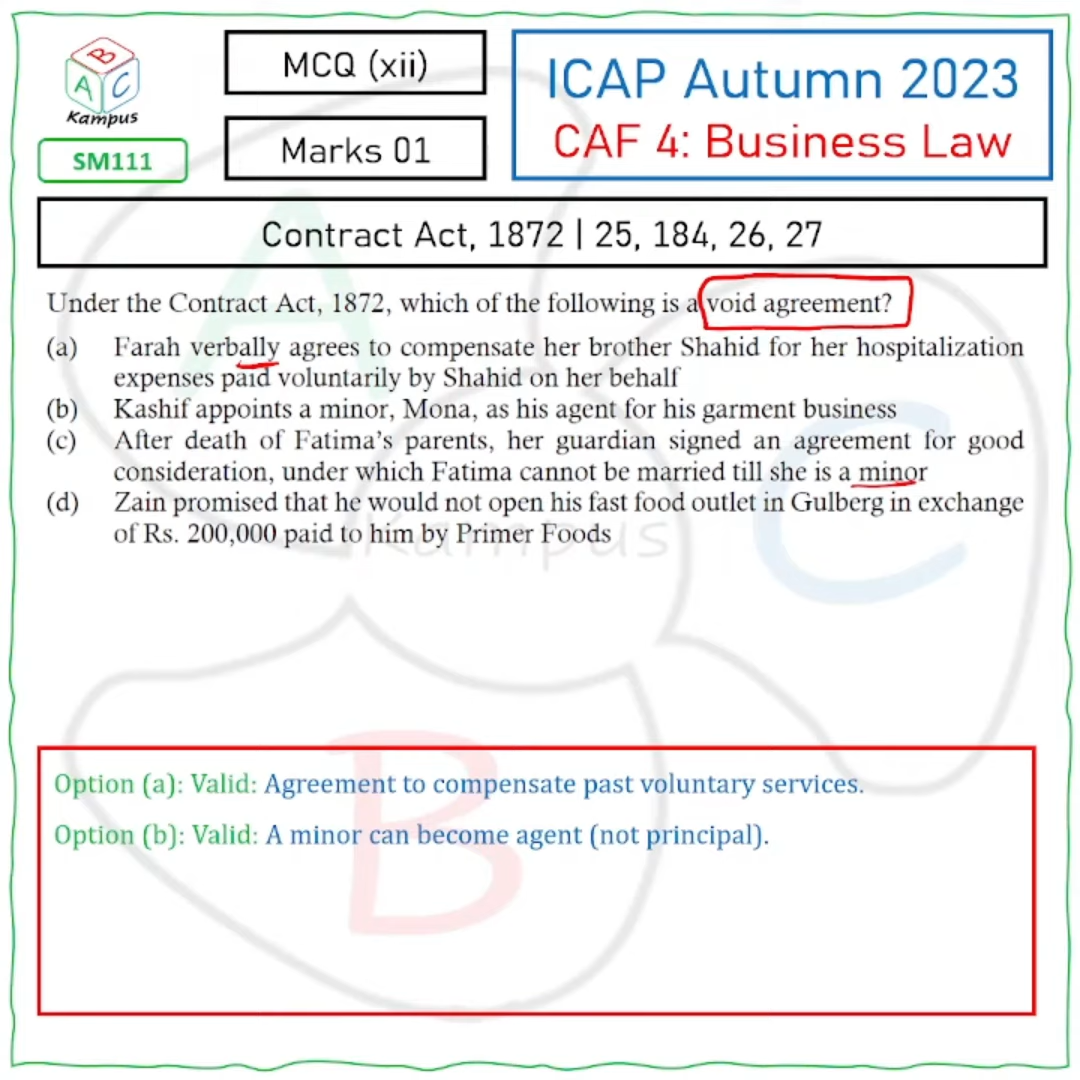 B
A C
Kampus
SM111
MCQ (xii)
Marks 01
ICAP Autumn 2023
CAF 4: Business Law
Contract Act, 1872 | 25, 184, 26, 27
Under the Contract Act, 1872, which of the following is a void agreement?
(a) Farah verbally agrees to compensate her brother Shahid for her hospitalization
expenses paid voluntarily by Shahid on her behalf
(b) Kashif appoints a minor, Mona, as his agent for his garment business
(c) After death of Fatima's parents, her guardian signed an agreement for good
consideration, under which Fatima cannot be married till she is a minor
(d) Zain promised that he would not open his fast food outlet in Gulberg in exchange
of Rs. 200,000 paid to him by Primer Foods
A
Kampus
C
B
Option (a): Valid: Agreement to compensate past voluntary services.
Option (b): Valid: A minor can become agent (not principal).